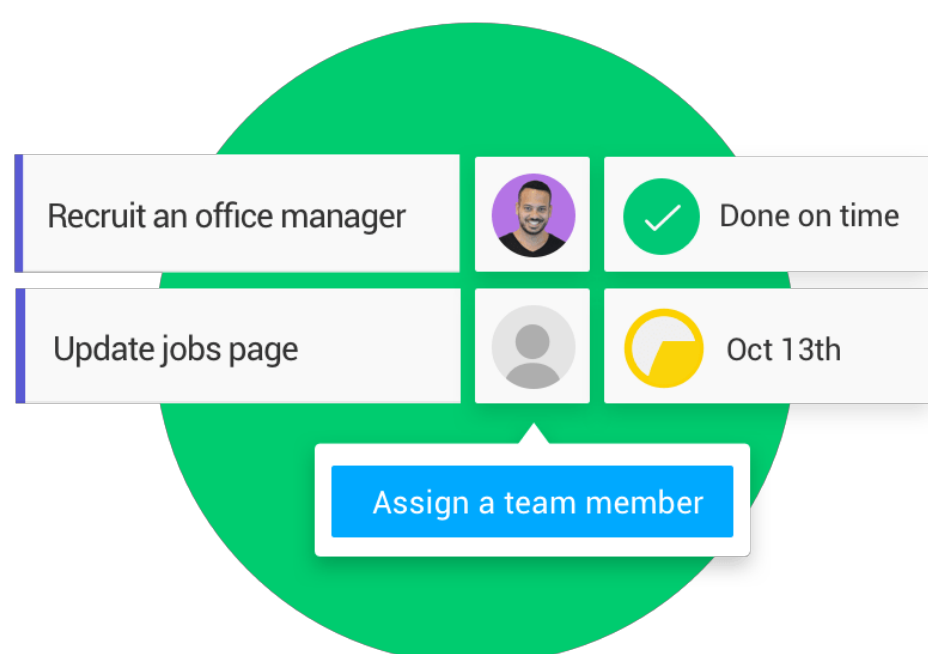 Recruit an office manager
Done on time
Update jobs page
Oct 13th
Assign a team member